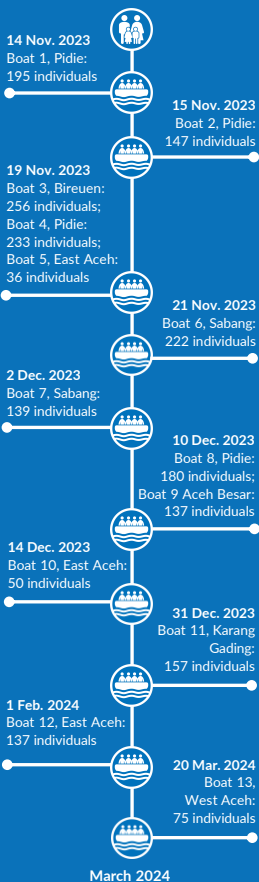 14 Nov. 2023
Boat 1, Pidie:
195 individuals
15 Nov. 2023
Boat 2, Pidie:
147 individuals
19 Nov. 2023
Boat 3, Bireuen:
256 individuals;
Boat 4, Pidie:
233 individuals;
Boat 5, East Aceh:
36 individuals
21 Nov. 2023
Boat 6, Sabang:
222 individuals
2 Dec. 2023
Boat 7, Sabang:
139 individuals
10 Dec. 2023
Boat 8, Pidie:
180 individuals;
Boat 9 Aceh Besar:
137 individuals
14 Dec. 2023
Boat 10, East Aceh:
50 individuals
31 Dec. 2023
Boat 11, Karang
Gading:
157 individuals
1 Feb. 2024
Boat 12, East Aceh:
137 individuals
20 Mar. 2024
Boat 13,
West Aceh:
75 individuals
March 2024